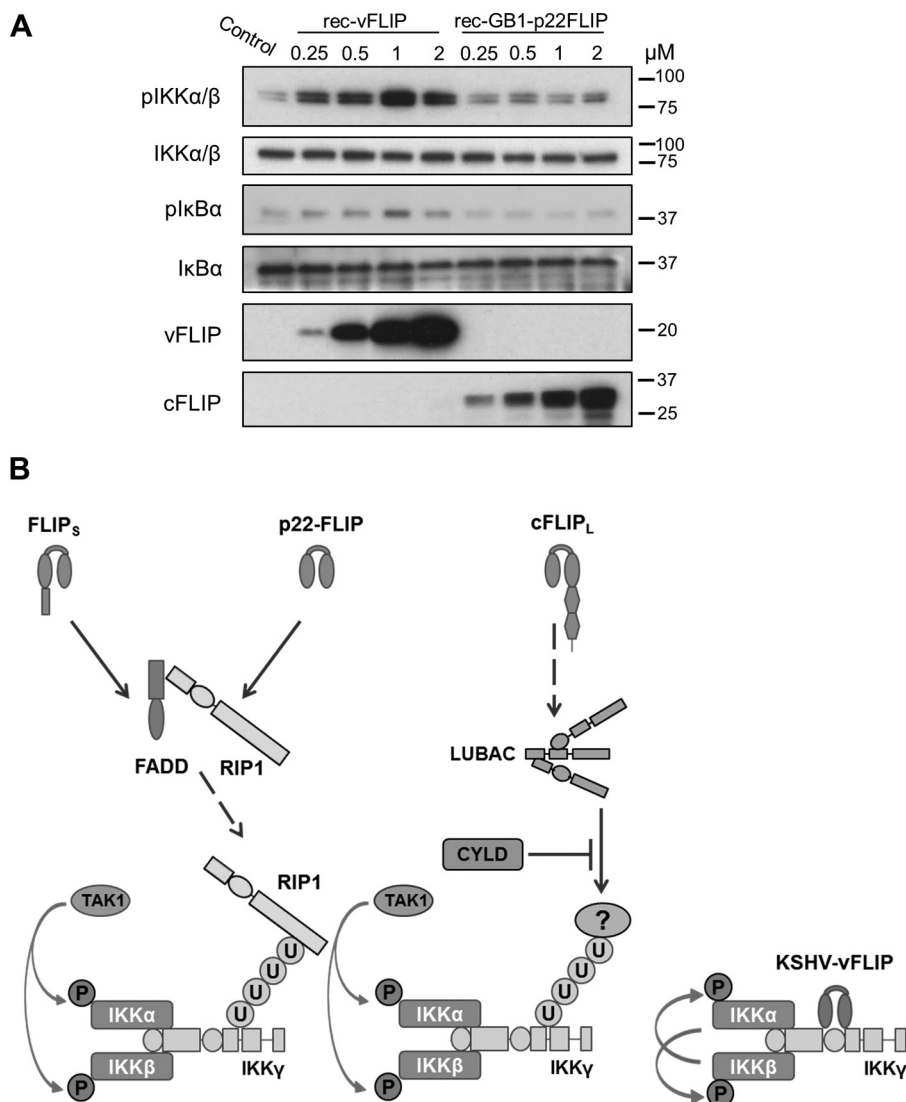 A
Control
rec-vFLIP rec-GB1-p22FLIP
0.25 0.5 1 2 0.25 0.5 1 2 µM
pIKKα/β 100
75
IKKα/β 100
75
pIκBα 37
IκBα 37
vFLIP 20
cFLIP 37
25
B
FLIPS p22-FLIP cFLIPL
FADD RIP1 LUBAC
CYLD
TAK1 RIP1 TAK1 ?
U U U U U U U U
KSHV-vFLIP
P IKKα P IKKα P IKKα
IKKγ IKKγ IKKγ
P IKKβ P IKKβ P IKKβ